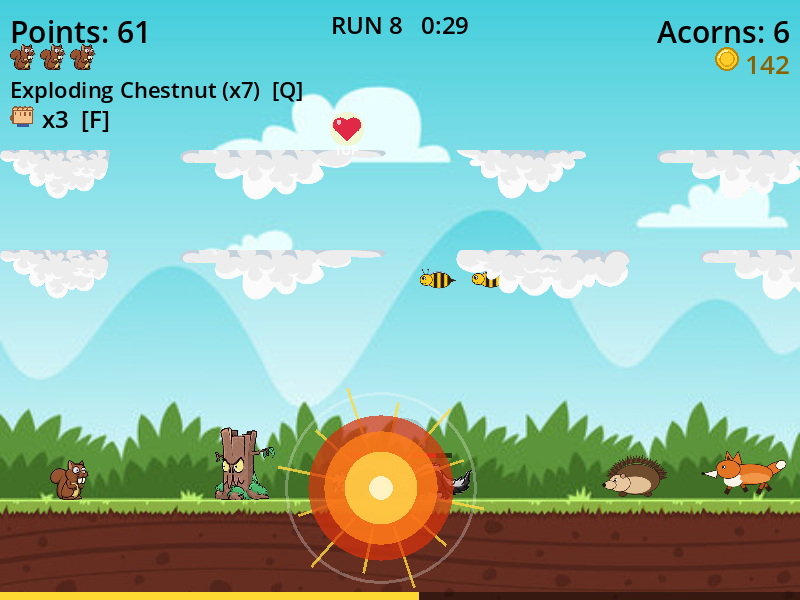 Points: 61
RUN 8 0:29
Acorns: 6
142
Exploding Chestnut (x7) [Q]
x3 [F]